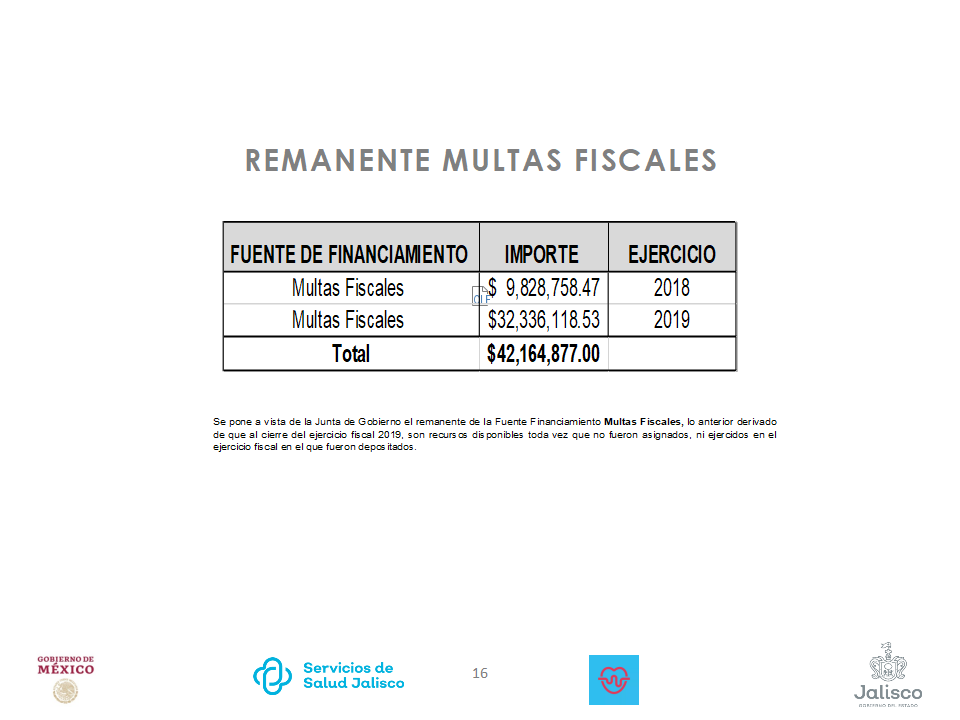 REMANENTE MULTAS FISCALES
FUENTE DE FINANCIAMIENTO IMPORTE EJERCICIO
Multas Fiscales $ 9,828,758.47 2018
Multas Fiscales $32,336,118.53 2019
Total $42,164,877.00
Se pone a vista de la Junta de Gobierno el remanente de la Fuente Financiamiento Multas Fiscales, lo anterior derivado
de que al cierre del ejercicio fiscal 2019, son recursos disponibles toda vez que no fueron asignados, ni ejercidos en el
ejercicio fiscal en el que fueron depositados.
GOBIERNO DE
MÉXICO
Servicios de
Salud Jalisco
16
Jalisco
GOBIERNO DEL ESTADO